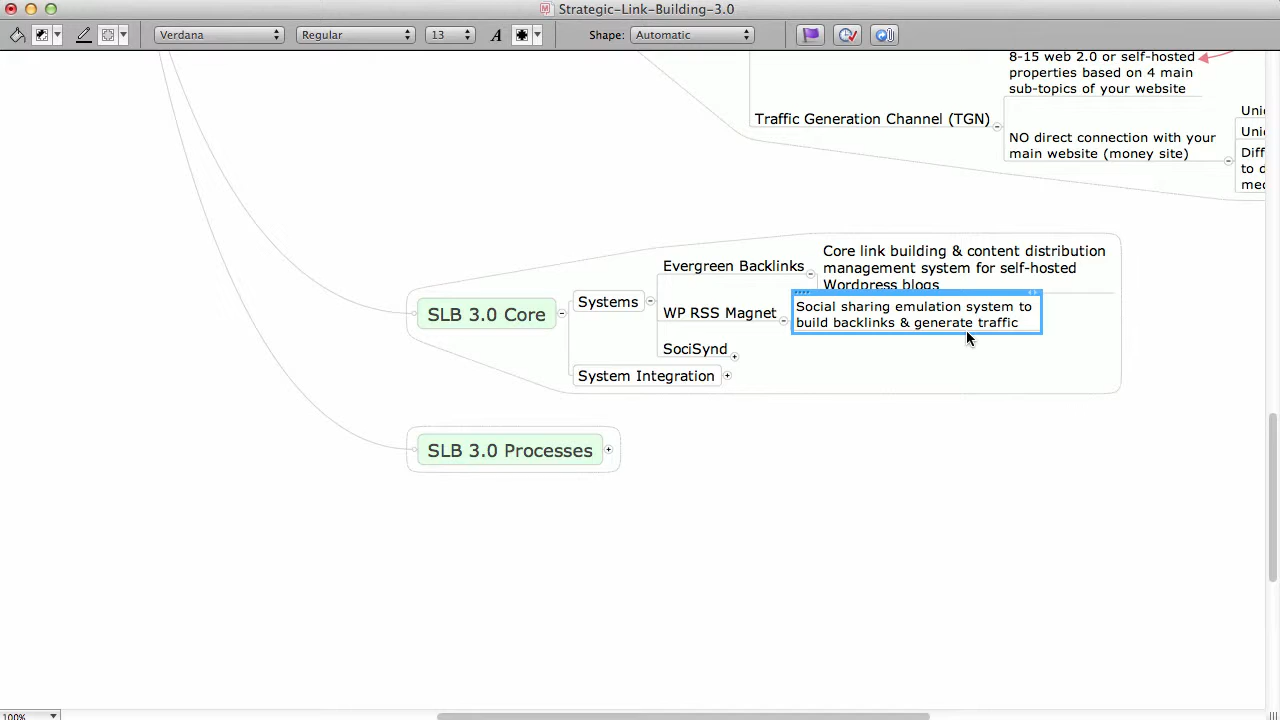 Strategic-Link-Building-3.0
Verdana
Regular
13
A
Shape:
Automatic
8-15 web 2.0 or self-hosted
properties based on 4 main
sub-topics of your website
Traffic Generation Channel (TGN)
NO direct connection with your
main website (money site)
to d
SLB 3.0 Core
Systems
Evergreen Backlinks
Core link building & content distribution
management system for self-hosted
Wordpress blogs
WP RSS Magnet
Social sharing emulation system to
build backlinks & generate traffic
SociSynd
System Integration
SLB 3.0 Processes
100%